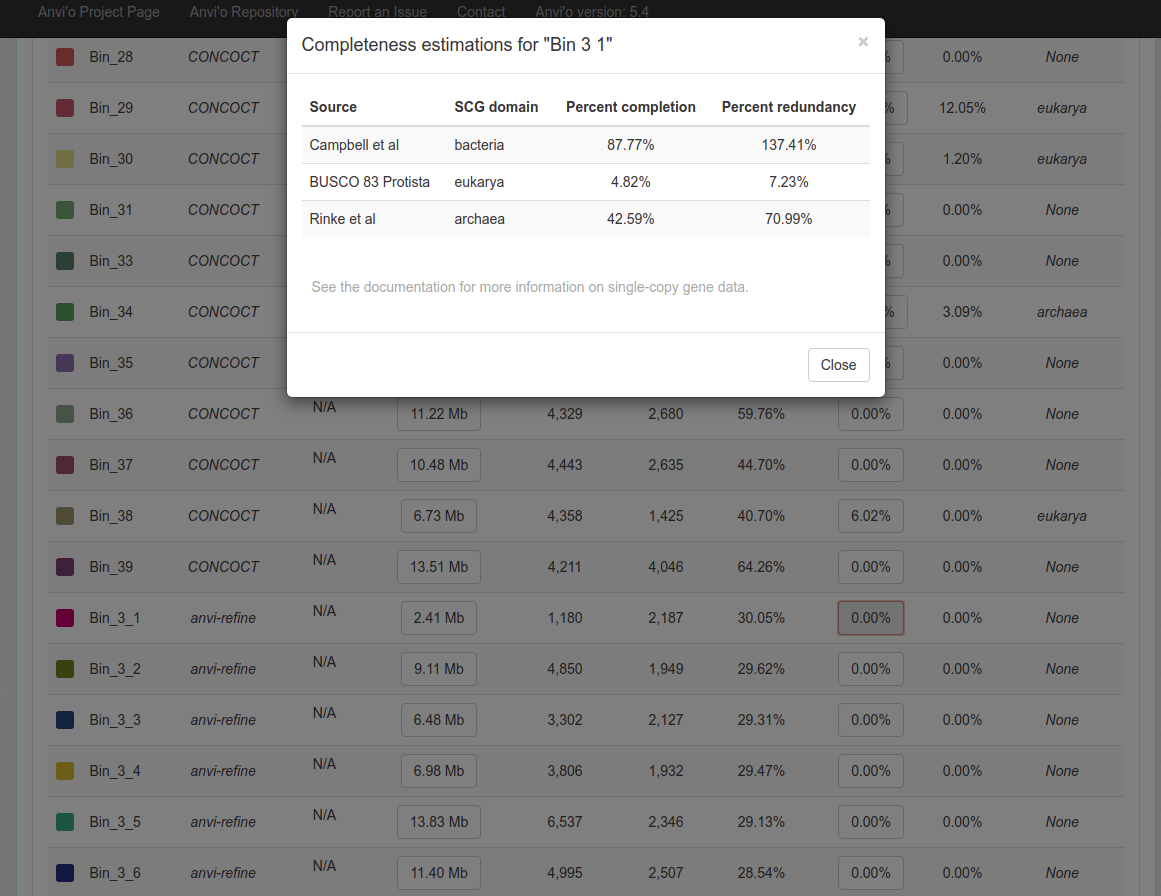 Anvi'o Project Page Anvi'o Repository Report an Issue Contact Anvi'o version: 5.4
Completeness estimations for "Bin 3 1" ×
Source SCG domain Percent completion Percent redundancy
Campbell et al bacteria 87.77% 137.41%
BUSCO 83 Protista eukarya 4.82% 7.23%
Rinke et al archaea 42.59% 70.99%
See the documentation for more information on single-copy gene data.
Close
Bin_28 CONCOCT % 0.00% None
Bin_29 CONCOCT % 12.05% eukarya
Bin_30 CONCOCT % 1.20% eukarya
Bin_31 CONCOCT % 0.00% None
Bin_33 CONCOCT % 0.00% None
Bin_34 CONCOCT % 3.09% archaea
Bin_35 CONCOCT % 0.00% None
Bin_36 CONCOCT N/A 11.22 Mb 4,329 2,680 59.76% 0.00% 0.00% None
Bin_37 CONCOCT N/A 10.48 Mb 4,443 2,635 44.70% 0.00% 0.00% None
Bin_38 CONCOCT N/A 6.73 Mb 4,358 1,425 40.70% 6.02% 0.00% eukarya
Bin_39 CONCOCT N/A 13.51 Mb 4,211 4,046 64.26% 0.00% 0.00% None
Bin_3_1 anvi-refine N/A 2.41 Mb 1,180 2,187 30.05% 0.00% 0.00% None
Bin_3_2 anvi-refine N/A 9.11 Mb 4,850 1,949 29.62% 0.00% 0.00% None
Bin_3_3 anvi-refine N/A 6.48 Mb 3,302 2,127 29.31% 0.00% 0.00% None
Bin_3_4 anvi-refine N/A 6.98 Mb 3,806 1,932 29.47% 0.00% 0.00% None
Bin_3_5 anvi-refine N/A 13.83 Mb 6,537 2,346 29.13% 0.00% 0.00% None
Bin_3_6 anvi-refine N/A 11.40 Mb 4,995 2,507 28.54% 0.00% 0.00% None